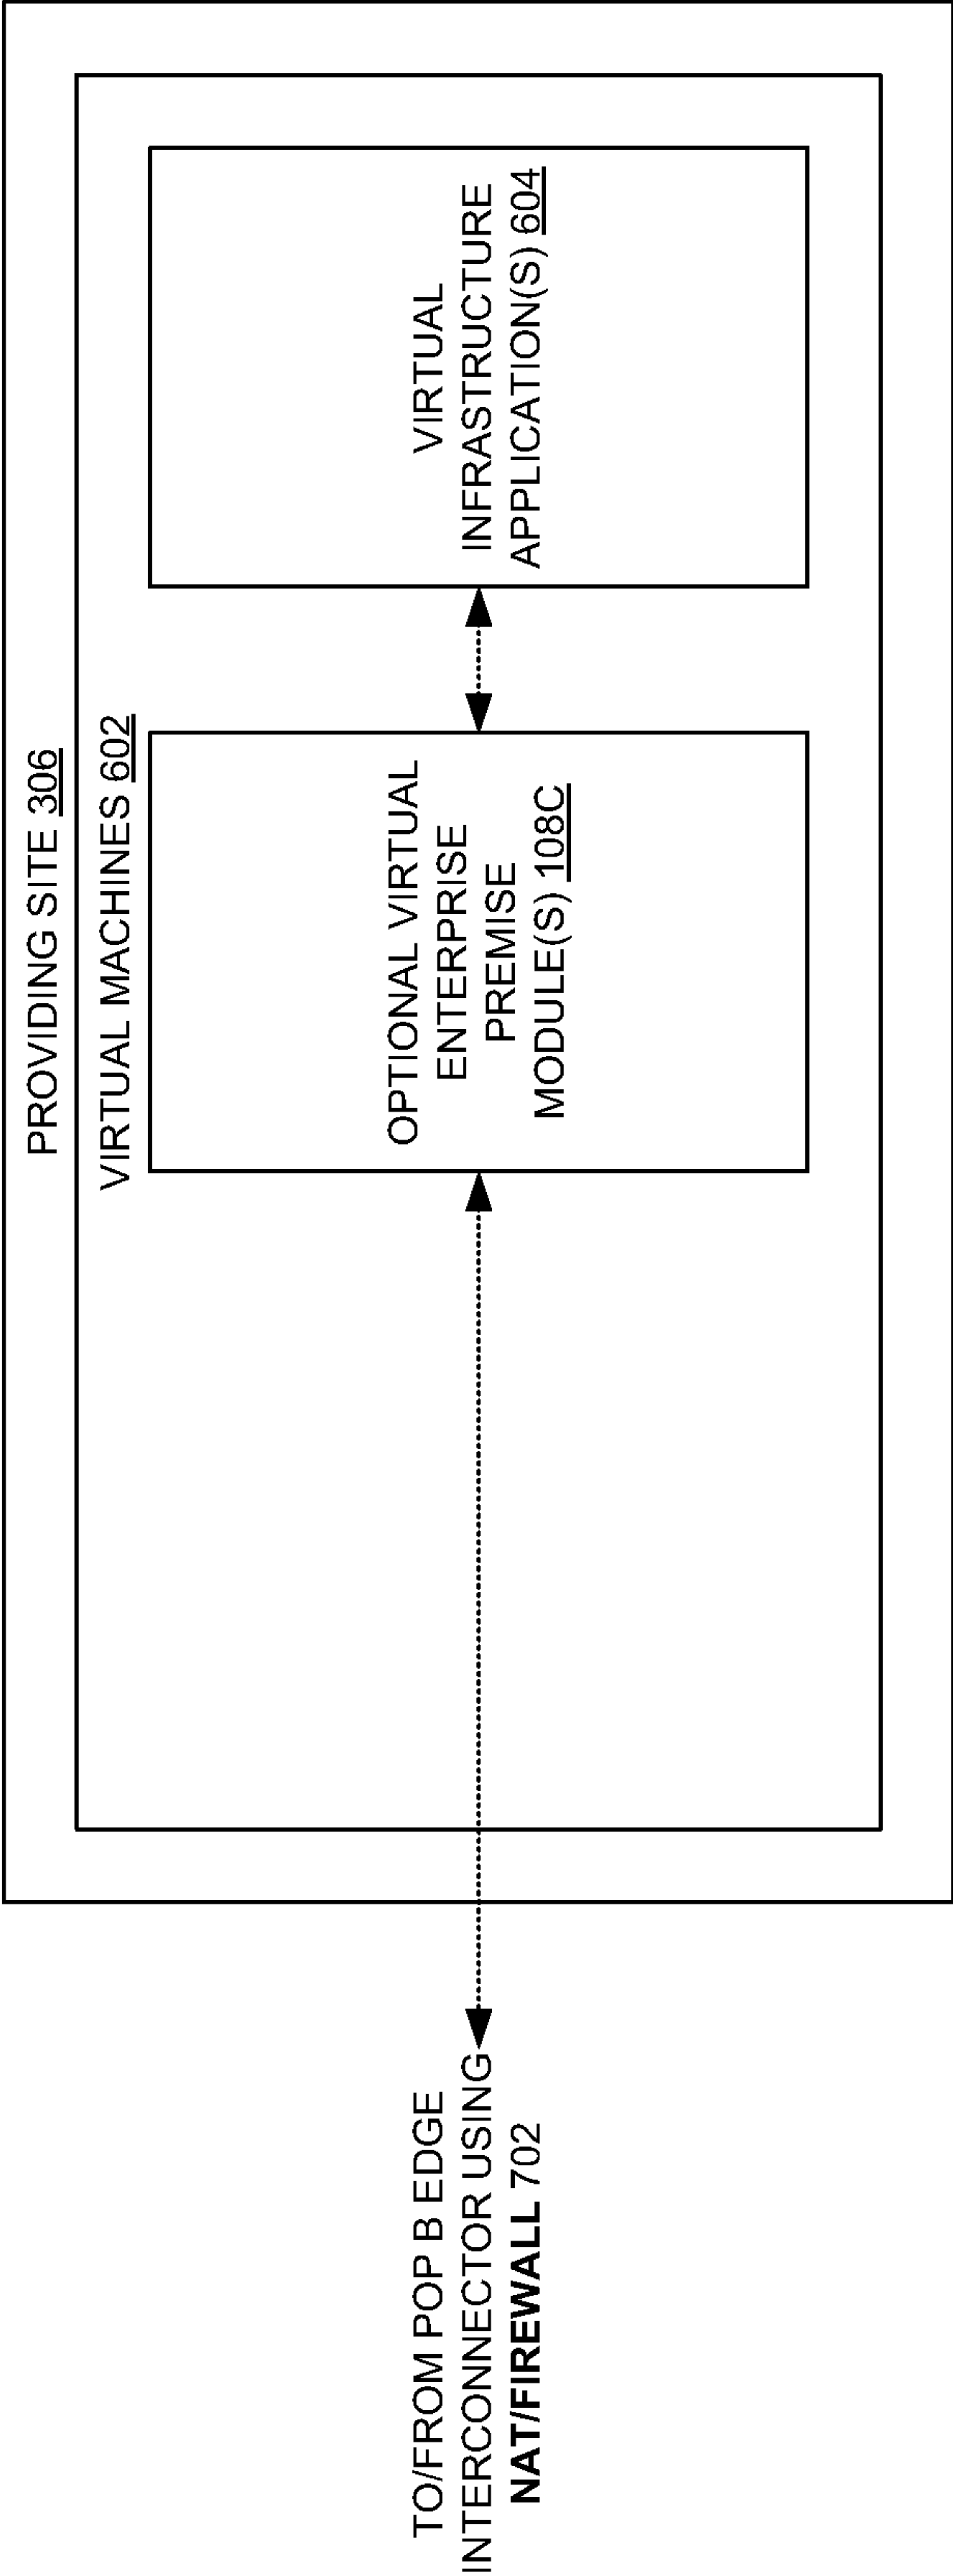 PROVIDING SITE 306
VIRTUAL MACHINES 602
TO/FROM POP B EDGE
INTERCONNECTOR USING
NAT/FIREWALL 702
OPTIONAL VIRTUAL
ENTERPRISE
PREMISE
MODULE(S) 108C
VIRTUAL
INFRASTRUCTURE
APPLICATION(S) 604